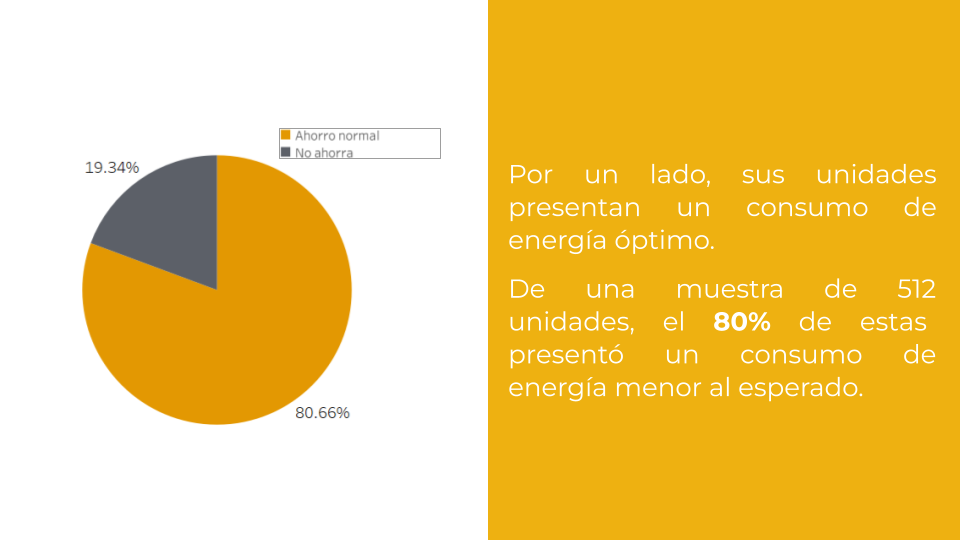 Ahorro normal
No ahorra
19.34%
80.66%
Por un lado, sus unidades
presentan un consumo de
energía óptimo.
De una muestra de 512
unidades, el 80% de estas
presentó un consumo de
energía menor al esperado.